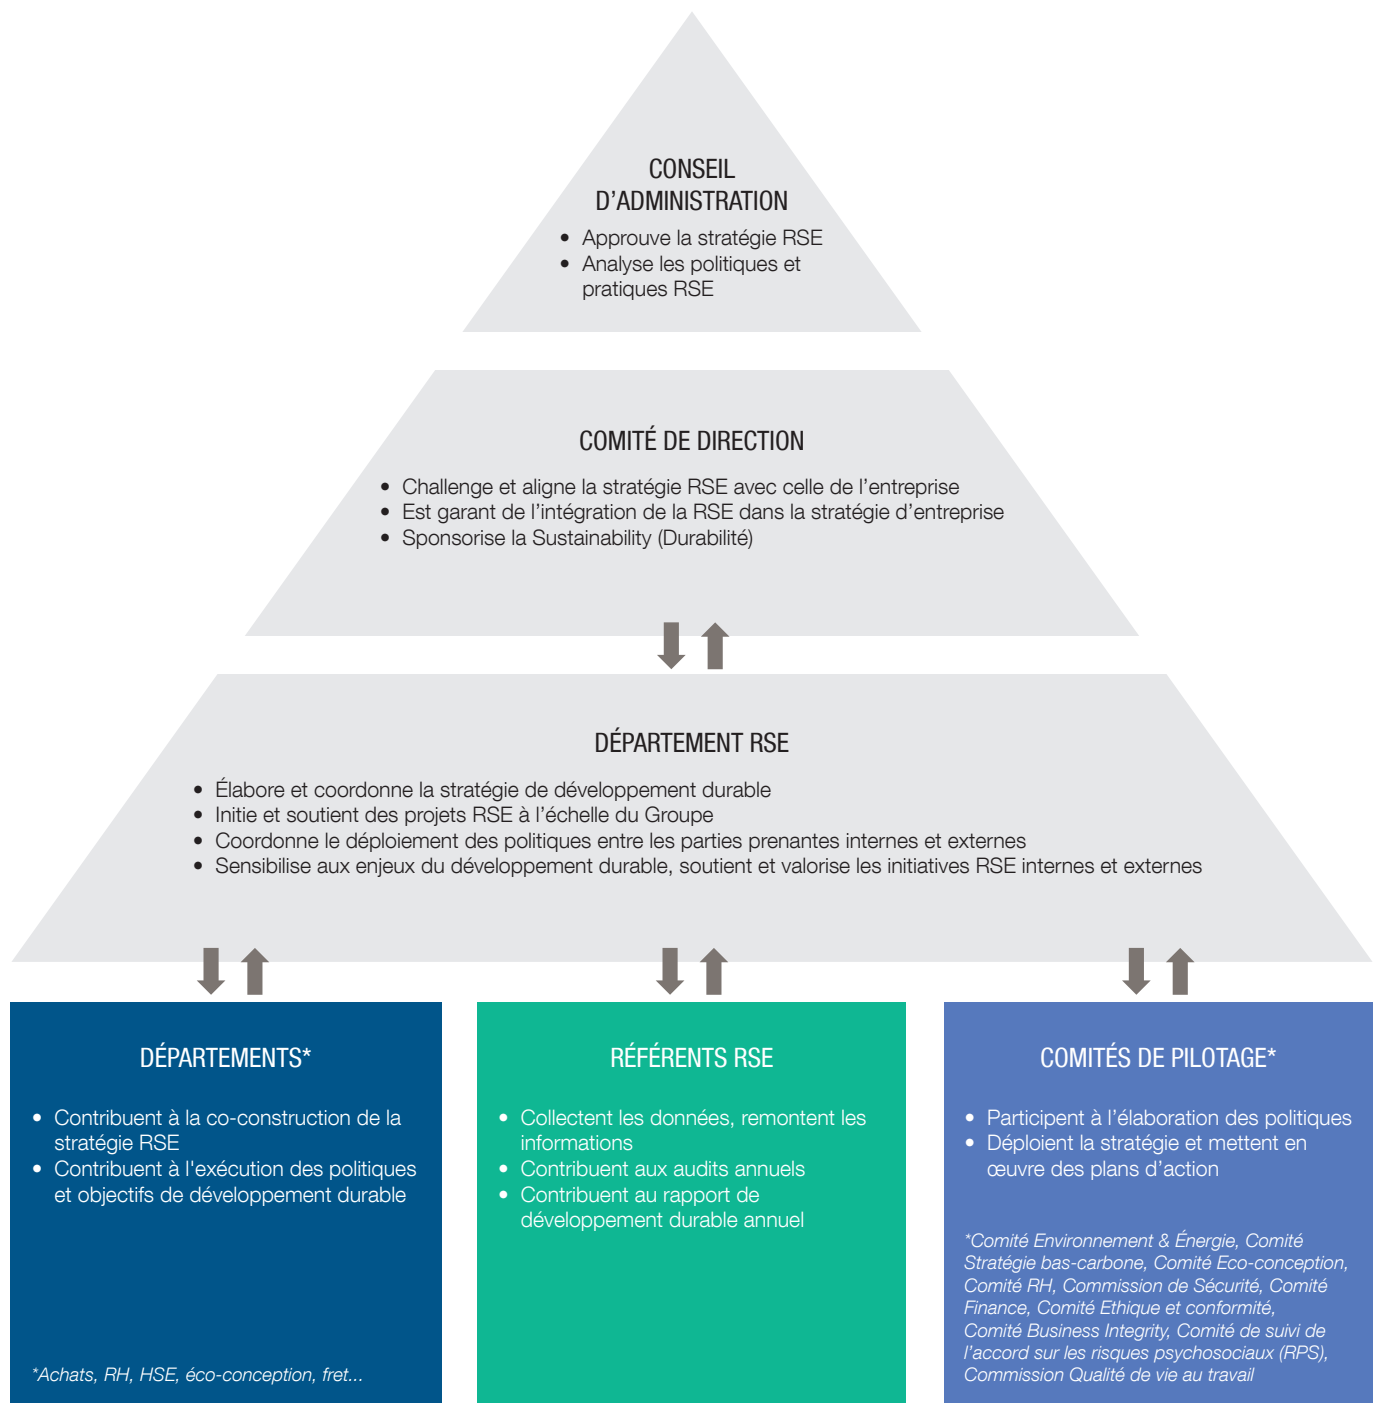 CONSEIL
D’ADMINISTRATION
• Approuve la stratégie RSE
• Analyse les politiques et
pratiques RSE
COMITÉ DE DIRECTION
• Challenge et aligne la stratégie RSE avec celle de l’entreprise
• Est garant de l’intégration de la RSE dans la stratégie d’entreprise
• Sponsorise la Sustainability (Durabilité)
DÉPARTEMENT RSE
• Élabore et coordonne la stratégie de développement durable
• Initie et soutient des projets RSE à l’échelle du Groupe
• Coordonne le déploiement des politiques entre les parties prenantes internes et externes
• Sensibilise aux enjeux du développement durable, soutient et valorise les initiatives RSE internes et externes
DÉPARTEMENTS*
• Contribuent à la co-construction de la
stratégie RSE
• Contribuent à l'exécution des politiques
et objectifs de développement durable
*Achats, RH, HSE, éco-conception, fret...
RÉFÉRENTS RSE
• Collectent les données, remontent les
informations
• Contribuent aux audits annuels
• Contribuent au rapport de
développement durable annuel
COMITÉS DE PILOTAGE*
• Participent à l’élaboration des politiques
• Déploient la stratégie et mettent en
œuvre des plans d’action
*Comité Environnement & Énergie, Comité
Stratégie bas-carbone, Comité Eco-conception,
Comité RH, Commission de Sécurité, Comité
Finance, Comité Ethique et conformité,
Comité Business Integrity, Comité de suivi de
l’accord sur les risques psychosociaux (RPS),
Commission Qualité de vie au travail